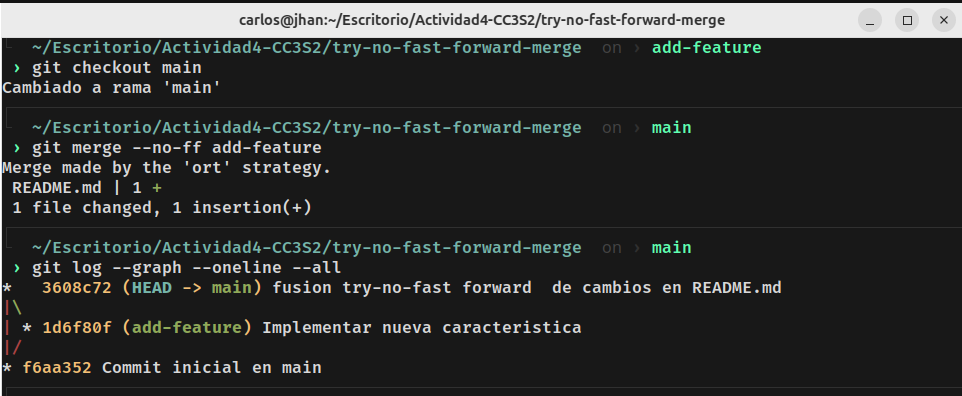 carlos@jhan:~/Escritorio/Actividad4-CC3S2/try-no-fast-forward-merge
~/Escritorio/Actividad4-CC3S2/try-no-fast-forward-merge  on › add-feature
› git checkout main
Cambiado a rama 'main'
~/Escritorio/Actividad4-CC3S2/try-no-fast-forward-merge  on › main
› git merge --no-ff add-feature
Merge made by the 'ort' strategy.
 README.md | 1 +
 1 file changed, 1 insertion(+)
~/Escritorio/Actividad4-CC3S2/try-no-fast-forward-merge  on › main
› git log --graph --oneline --all
*   3608c72 (HEAD -> main) fusion try-no-fast forward  de cambios en README.md
|\
| * 1d6f80f (add-feature) Implementar nueva caracteristica
|/
* f6aa352 Commit inicial en main